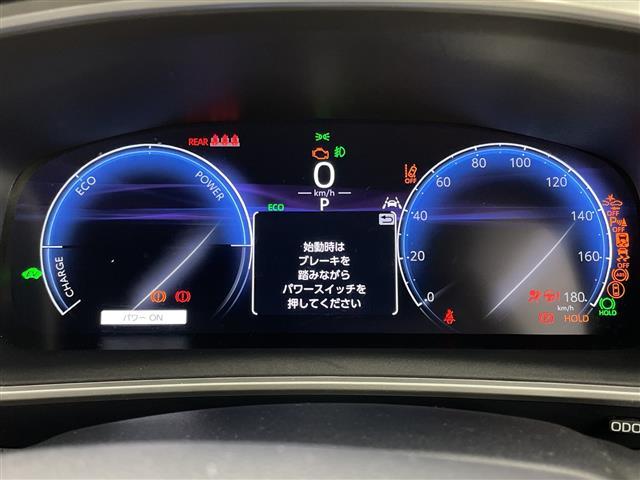 REAR
0
km/h
P
ECO
ECO
POWER
CHARGE
パワー ON
始動時は
ブレーキを
踏みながら
パワースイッチを
押してください
OFF
0
20
40
60
80
100
120
140
160
180
km/h
OFF
OFF
OFF
ABS
HOLD
HOLD
ODO